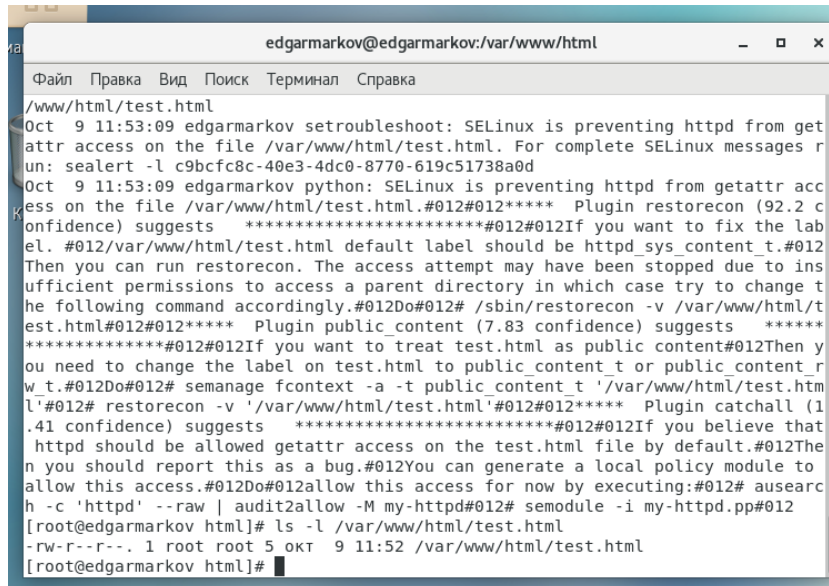 edgarmarkov@edgarmarkov:/var/www/html
Файл Правка Вид Поиск Терминал Справка
/www/html/test.html
Oct  9 11:53:09 edgarmarkov setroubleshoot: SELinux is preventing httpd from get
attr access on the file /var/www/html/test.html. For complete SELinux messages r
un: sealert -l c9bcfc8c-40e3-4dc0-8770-619c51738a0d
Oct  9 11:53:09 edgarmarkov python: SELinux is preventing httpd from getattr acc
ess on the file /var/www/html/test.html.#012#012*****  Plugin restorecon (92.2 c
onfidence) suggests   ************************#012#012If you want to fix the lab
el. #012/var/www/html/test.html default label should be httpd_sys_content_t.#012
Then you can run restorecon. The access attempt may have been stopped due to ins
ufficient permissions to access a parent directory in which case try to change t
he following command accordingly.#012Do#012# /sbin/restorecon -v /var/www/html/t
est.html#012#012*****  Plugin public_content (7.83 confidence) suggests   ******
**************#012#012If you want to treat test.html as public content#012Then y
ou need to change the label on test.html to public_content_t or public_content_r
w_t.#012Do#012# semanage fcontext -a -t public_content_t '/var/www/html/test.htm
l'#012# restorecon -v '/var/www/html/test.html'#012#012*****  Plugin catchall (1
.41 confidence) suggests   **************************#012#012If you believe that
 httpd should be allowed getattr access on the test.html file by default.#012The
n you should report this as a bug.#012You can generate a local policy module to 
allow this access.#012Do#012allow this access for now by executing:#012# ausearc
h -c 'httpd' --raw | audit2allow -M my-httpd#012# semodule -i my-httpd.pp#012
[root@edgarmarkov html]# ls -l /var/www/html/test.html
-rw-r--r--. 1 root root 5 окт  9 11:52 /var/www/html/test.html
[root@edgarmarkov html]#